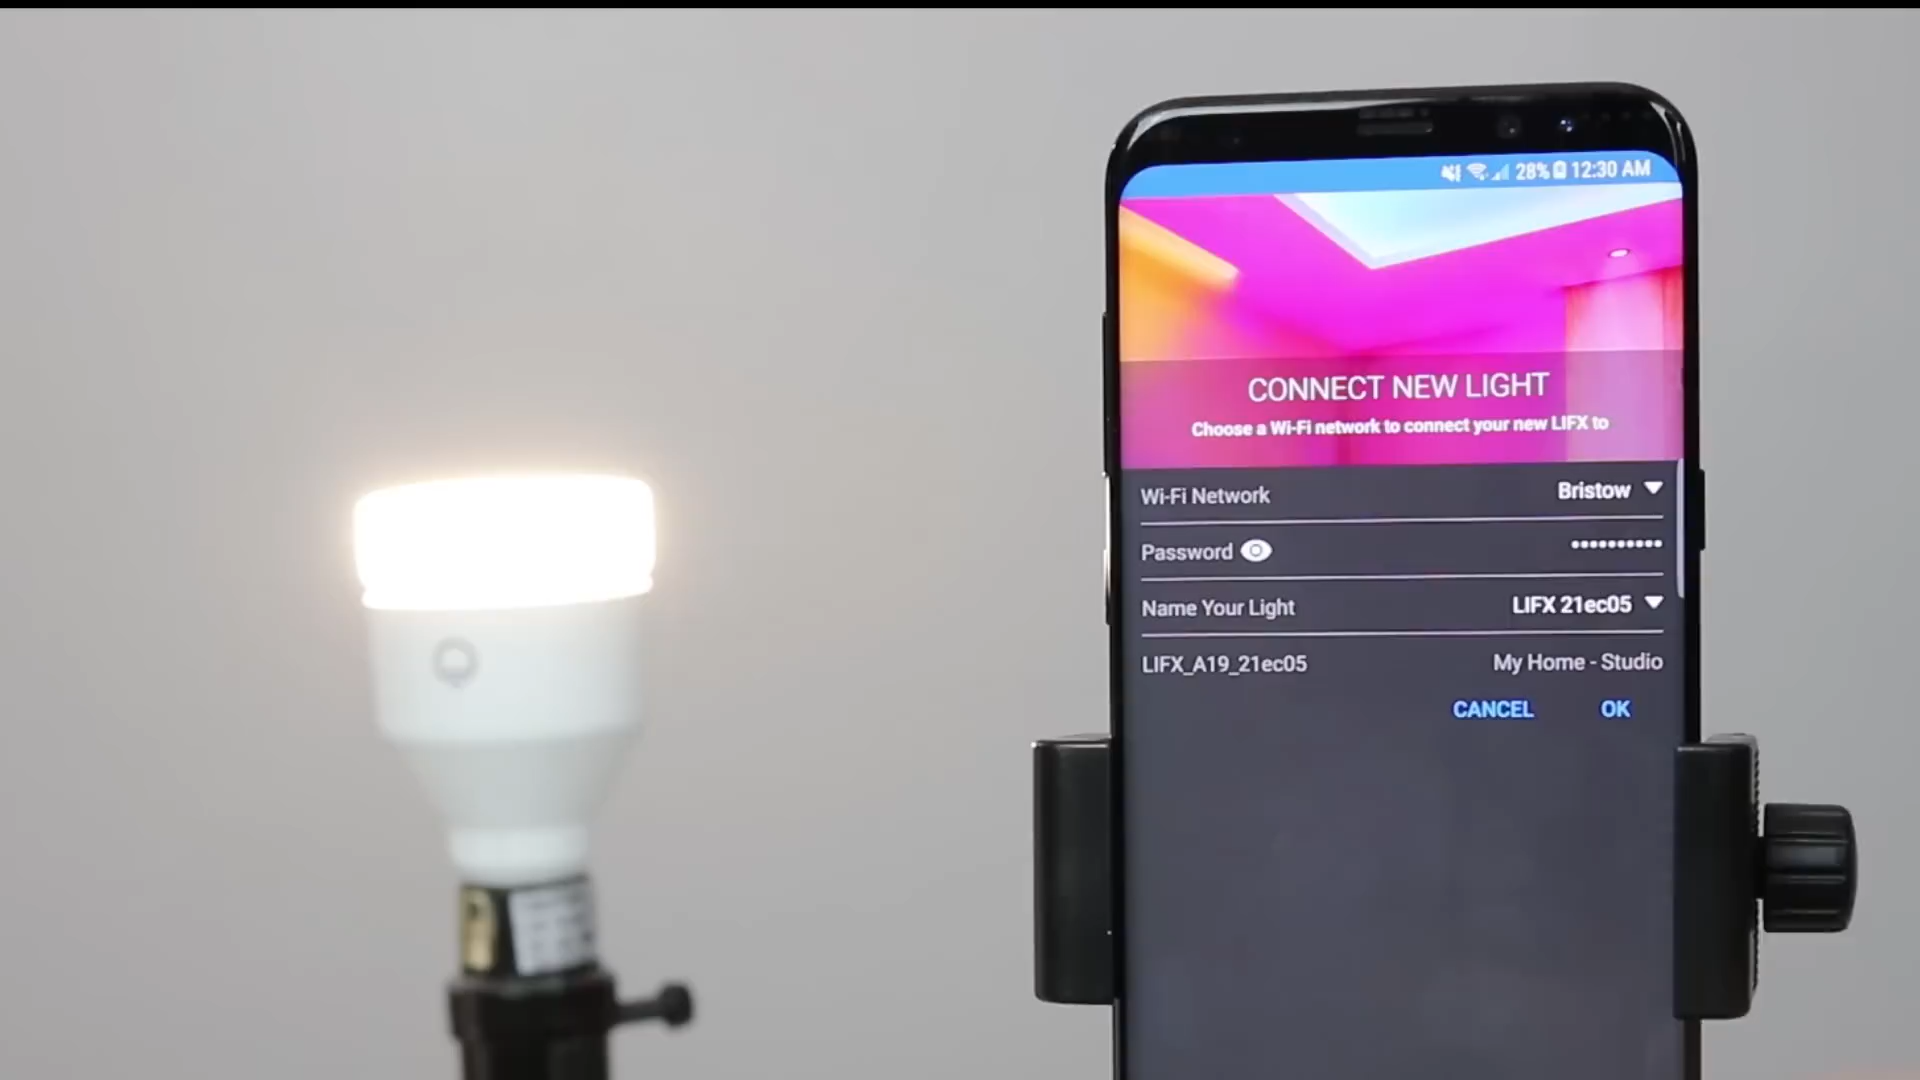 28% 12:30 AM
CONNECT NEW LIGHT
Choose a Wi-Fi network to connect your new LIFX to
Wi-Fi Network Bristow
Password ••••••••••
Name Your Light LIFX 21ec05
LIFX_A19_21ec05 My Home - Studio
CANCEL OK